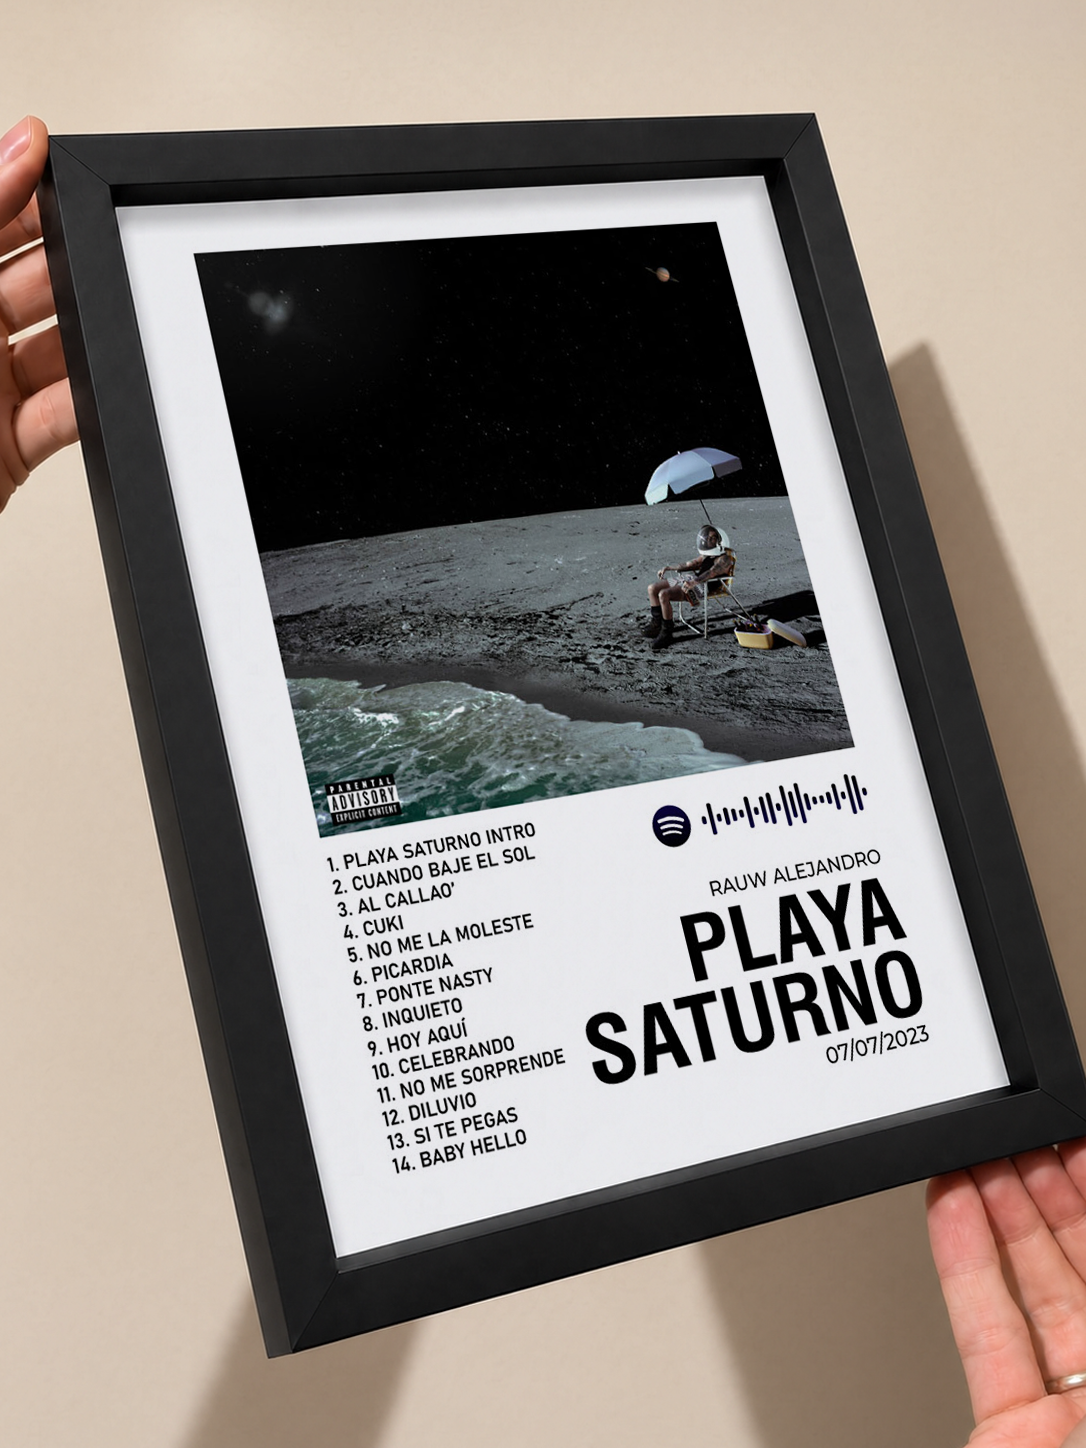 PARENTAL
ADVISORY
EXPLICIT CONTENT
1. PLAYA SATURNO INTRO
2. CUANDO BAJE EL SOL
3. AL CALLAO'
4. CUKI
5. NO ME LA MOLESTE
6. PICARDIA
7. PONTE NASTY
8. INQUIETO
9. HOY AQUÍ
10. CELEBRANDO
11. NO ME SORPRENDE
12. DILUVIO
13. SI TE PEGAS
14. BABY HELLO
RAUW ALEJANDRO
PLAYA
SATURNO
07/07/2023